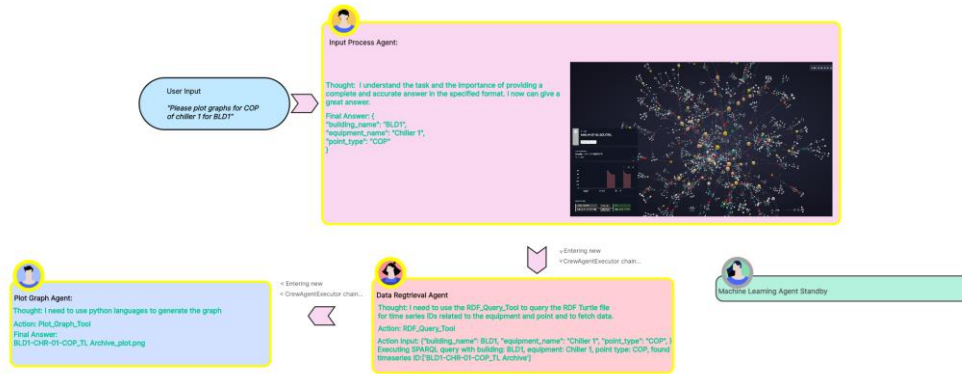 Input Process Agent:
User Input
"Please plot graphs for COP
of chiller 1 for BLD1"
Thought: I understand the task and the importance of providing a
complete and accurate answer in the specified format. I now can give a
great answer.
Final Answer: {
"building_name": "BLD1",
"equipment_name": "Chiller 1",
"point_type": "COP"
}
Entering new
CrewAgentExecutor chain...
Data Regtrieval Agent
Thought: I need to use the RDF_Query_Tool to query the RDF Turtle file
for time series IDs related to the equipment and point and to fetch data.
Action: RDF_Query_Tool
Action Input: {"building_name": BLD1, "equipment_name": "Chiller 1", "point_type": "COP", }
Executing SPARQL query with building: BLD1, equipment: Chiller 1, point type: COP, found
timeseries ID:['BLD1-CHR-01-COP_TL Archive']
< Entering new
< CrewAgentExecutor chain...
Plot Graph Agent:
Thought: I need to use python languages to generate the graph
Action: Plot_Graph_Tool
Final Answer:
BLD1-CHR-01-COP_TL Archive_plot.png
Machine Learning Agent Standby